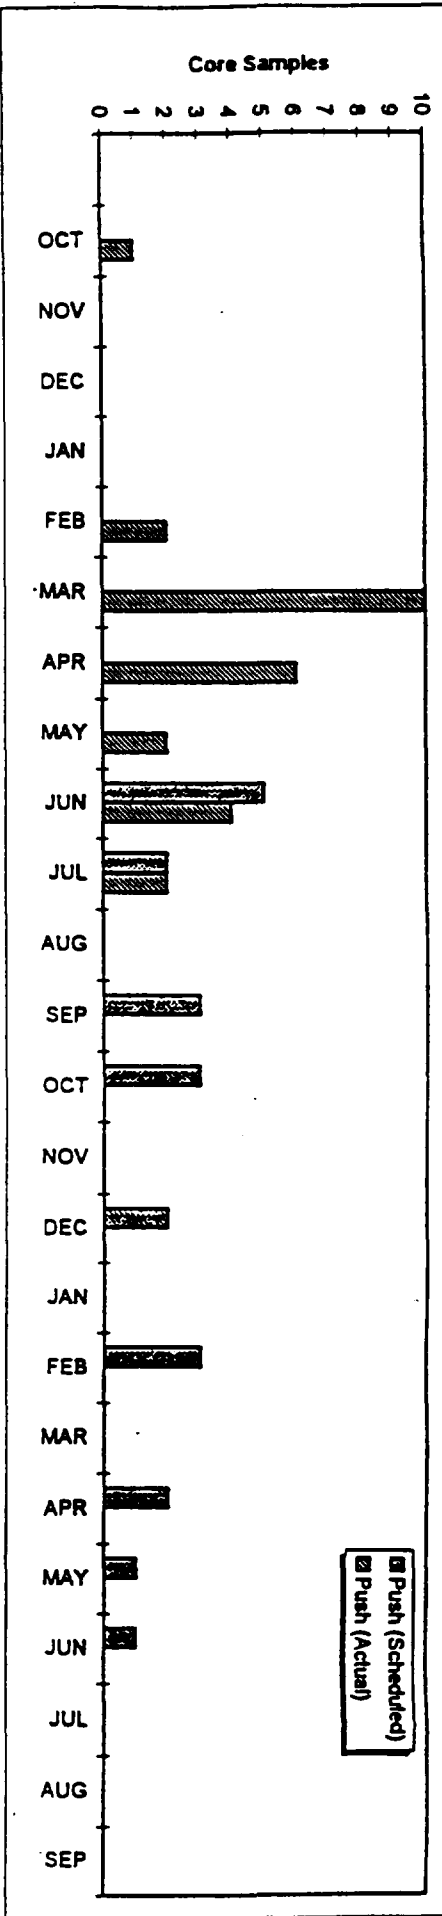 Core Samples
10
9
8
7
6
5
4
3
2
1
0
OCT
NOV
DEC
JAN
FEB
MAR
APR
MAY
JUN
JUL
AUG
SEP
OCT
NOV
DEC
JAN
FEB
MAR
APR
MAY
JUN
JUL
AUG
SEP
Push (Scheduled)
Push (Actual)